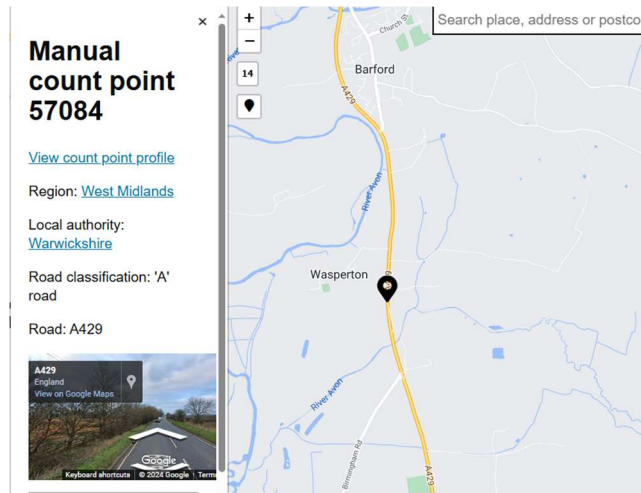 ×
Manual
count point
57084
View count point profile
Region: West Midlands
Local authority:
Warwickshire
Road classification: 'A'
road
Road: A429
A429
England
View on Google Maps
Google
Keyboard shortcuts
© 2024 Google
Terms
+
−
14
Search place, address or postco
Church St
Barford
A429
River Avon
Wasperton
River Avon
Birmingham Rd
A429